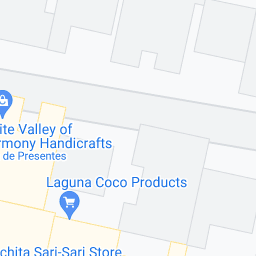 ite Valley of
rmony Handicrafts
de Presentes
Laguna Coco Products
chita Sari-Sari Store